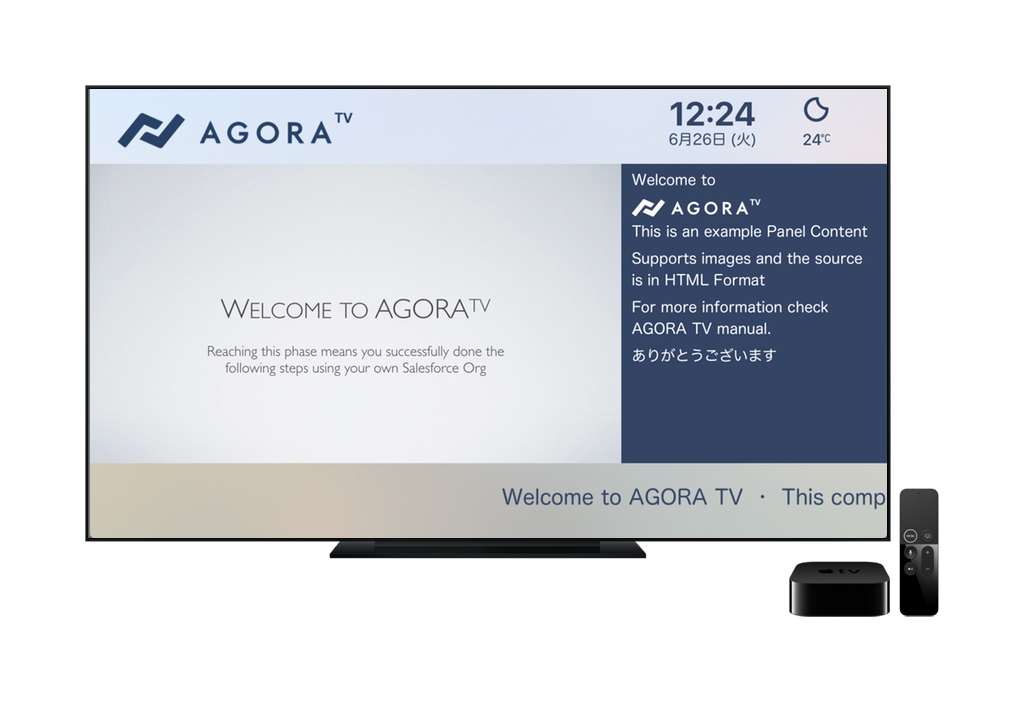 AGORA TV
12:24
6月26日 (火)
24℃
WELCOME TO AGORATV
Reaching this phase means you successfully done the
following steps using your own Salesforce Org
Welcome to
AGORA TV
This is an example Panel Content
Supports images and the source
is in HTML Format
For more information check
AGORA TV manual.
ありがとうございます
Welcome to AGORA TV · This comp
tv
MENU